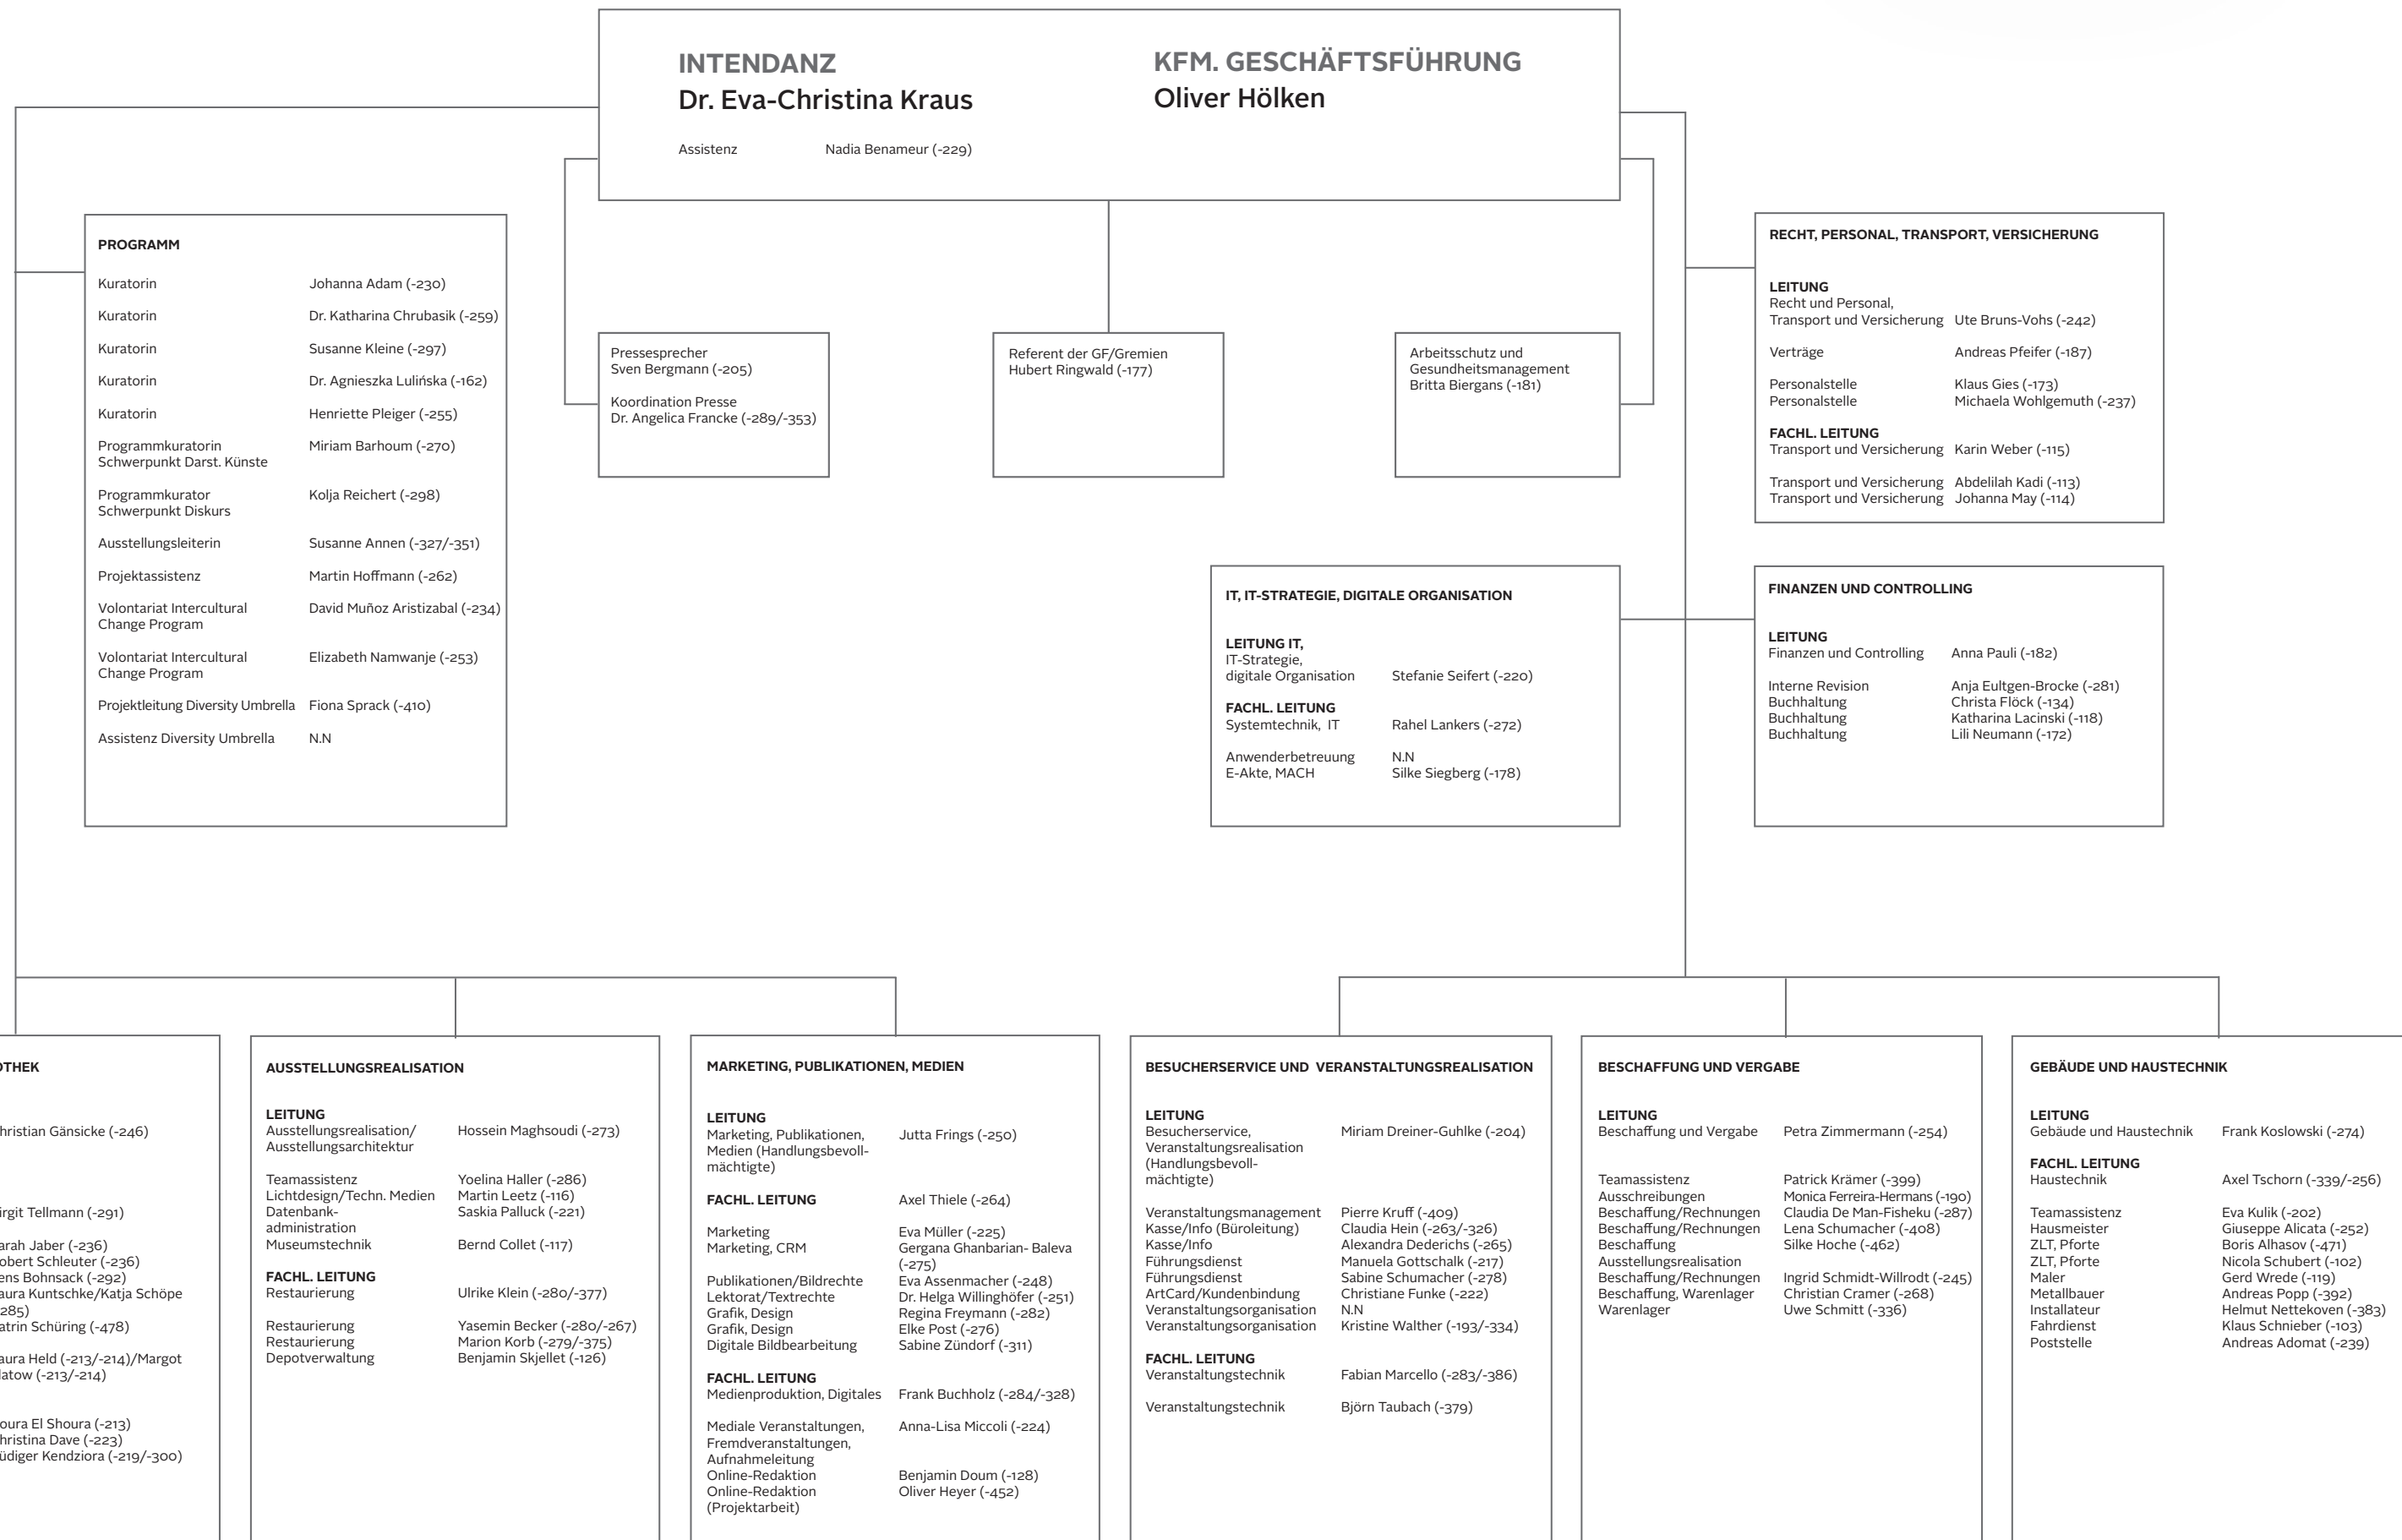 INTENDANZ
Dr. Eva-Christina Kraus
Assistenz Nadia Benameur (-229)
KFM. GESCHÄFTSFÜHRUNG
Oliver Hölken
PROGRAMM
Kuratorin Johanna Adam (-230)
Kuratorin Dr. Katharina Chrubasik (-259)
Kuratorin Susanne Kleine (-297)
Kuratorin Dr. Agnieszka Lulińska (-162)
Kuratorin Henriette Pleiger (-255)
Programmkuratorin Miriam Barhoum (-270)
Schwerpunkt Darst. Künste
Programmkurator Kolja Reichert (-298)
Schwerpunkt Diskurs
Ausstellungsleiterin Susanne Annen (-327/-351)
Projektassistenz Martin Hoffmann (-262)
Volontariat Intercultural David Muñoz Aristizabal (-234)
Change Program
Volontariat Intercultural Elizabeth Namwanje (-253)
Change Program
Projektleitung Diversity Umbrella Fiona Sprack (-410)
Assistenz Diversity Umbrella N.N
Pressesprecher
Sven Bergmann (-205)
Koordination Presse
Dr. Angelica Francke (-289/-353)
Referent der GF/Gremien
Hubert Ringwald (-177)
Arbeitsschutz und
Gesundheitsmanagement
Britta Biergans (-181)
RECHT, PERSONAL, TRANSPORT, VERSICHERUNG
LEITUNG
Recht und Personal,
Transport und Versicherung Ute Bruns-Vohs (-242)
Verträge Andreas Pfeifer (-187)
Personalstelle Klaus Gies (-173)
Personalstelle Michaela Wohlgemuth (-237)
FACHL. LEITUNG
Transport und Versicherung Karin Weber (-115)
Transport und Versicherung Abdelilah Kadi (-113)
Transport und Versicherung Johanna May (-114)
IT, IT-STRATEGIE, DIGITALE ORGANISATION
LEITUNG IT,
IT-Strategie,
digitale Organisation Stefanie Seifert (-220)
FACHL. LEITUNG
Systemtechnik, IT Rahel Lankers (-272)
Anwenderbetreuung N.N
E-Akte, MACH Silke Siegberg (-178)
FINANZEN UND CONTROLLING
LEITUNG
Finanzen und Controlling Anna Pauli (-182)
Interne Revision Anja Eultgen-Brocke (-281)
Buchhaltung Christa Flöck (-134)
Buchhaltung Katharina Lacinski (-118)
Buchhaltung Lili Neumann (-172)
OTHEK
hristian Gänsicke (-246)
irgit Tellmann (-291)
arah Jaber (-236)
obert Schleuter (-236)
ens Bohnsack (-292)
aura Kuntschke/Katja Schöpe
285)
atrin Schüring (-478)
aura Held (-213/-214)/Margot
latow (-213/-214)
oura El Shoura (-213)
hristina Dave (-223)
üdiger Kendziora (-219/-300)
AUSSTELLUNGSREALISATION
LEITUNG
Ausstellungsrealisation/ Hossein Maghsoudi (-273)
Ausstellungsarchitektur
Teamassistenz Yoelina Haller (-286)
Lichtdesign/Techn. Medien Martin Leetz (-116)
Datenbank- Saskia Palluck (-221)
administration
Museumstechnik Bernd Collet (-117)
FACHL. LEITUNG
Restaurierung Ulrike Klein (-280/-377)
Restaurierung Yasemin Becker (-280/-267)
Restaurierung Marion Korb (-279/-375)
Depotverwaltung Benjamin Skjellet (-126)
MARKETING, PUBLIKATIONEN, MEDIEN
LEITUNG
Marketing, Publikationen, Jutta Frings (-250)
Medien (Handlungsbevoll-
mächtigte)
FACHL. LEITUNG Axel Thiele (-264)
Marketing Eva Müller (-225)
Marketing, CRM Gergana Ghanbarian- Baleva
(-275)
Publikationen/Bildrechte Eva Assenmacher (-248)
Lektorat/Textrechte Dr. Helga Willinghöfer (-251)
Grafik, Design Regina Freymann (-282)
Grafik, Design Elke Post (-276)
Digitale Bildbearbeitung Sabine Zündorf (-311)
FACHL. LEITUNG
Medienproduktion, Digitales Frank Buchholz (-284/-328)
Mediale Veranstaltungen, Anna-Lisa Miccoli (-224)
Fremdveranstaltungen,
Aufnahmeleitung
Online-Redaktion Benjamin Doum (-128)
Online-Redaktion Oliver Heyer (-452)
(Projektarbeit)
BESUCHERSERVICE UND VERANSTALTUNGSREALISATION
LEITUNG
Besucherservice, Miriam Dreiner-Guhlke (-204)
Veranstaltungsrealisation
(Handlungsbevoll-
mächtigte)
Veranstaltungsmanagement Pierre Kruff (-409)
Kasse/Info (Büroleitung) Claudia Hein (-263/-326)
Kasse/Info Alexandra Dederichs (-265)
Führungsdienst Manuela Gottschalk (-217)
Führungsdienst Sabine Schumacher (-278)
ArtCard/Kundenbindung Christiane Funke (-222)
Veranstaltungsorganisation N.N
Veranstaltungsorganisation Kristine Walther (-193/-334)
FACHL. LEITUNG
Veranstaltungstechnik Fabian Marcello (-283/-386)
Veranstaltungstechnik Björn Taubach (-379)
BESCHAFFUNG UND VERGABE
LEITUNG
Beschaffung und Vergabe Petra Zimmermann (-254)
Teamassistenz Patrick Krämer (-399)
Ausschreibungen Monica Ferreira-Hermans (-190)
Beschaffung/Rechnungen Claudia De Man-Fisheku (-287)
Beschaffung/Rechnungen Lena Schumacher (-408)
Beschaffung Silke Hoche (-462)
Ausstellungsrealisation
Beschaffung/Rechnungen Ingrid Schmidt-Willrodt (-245)
Beschaffung, Warenlager Christian Cramer (-268)
Warenlager Uwe Schmitt (-336)
GEBÄUDE UND HAUSTECHNIK
LEITUNG
Gebäude und Haustechnik Frank Koslowski (-274)
FACHL. LEITUNG
Haustechnik Axel Tschorn (-339/-256)
Teamassistenz Eva Kulik (-202)
Hausmeister Giuseppe Alicata (-252)
ZLT, Pforte Boris Alhasov (-471)
ZLT, Pforte Nicola Schubert (-102)
Maler Gerd Wrede (-119)
Metallbauer Andreas Popp (-392)
Installateur Helmut Nettekoven (-383)
Fahrdienst Klaus Schnieber (-103)
Poststelle Andreas Adomat (-239)